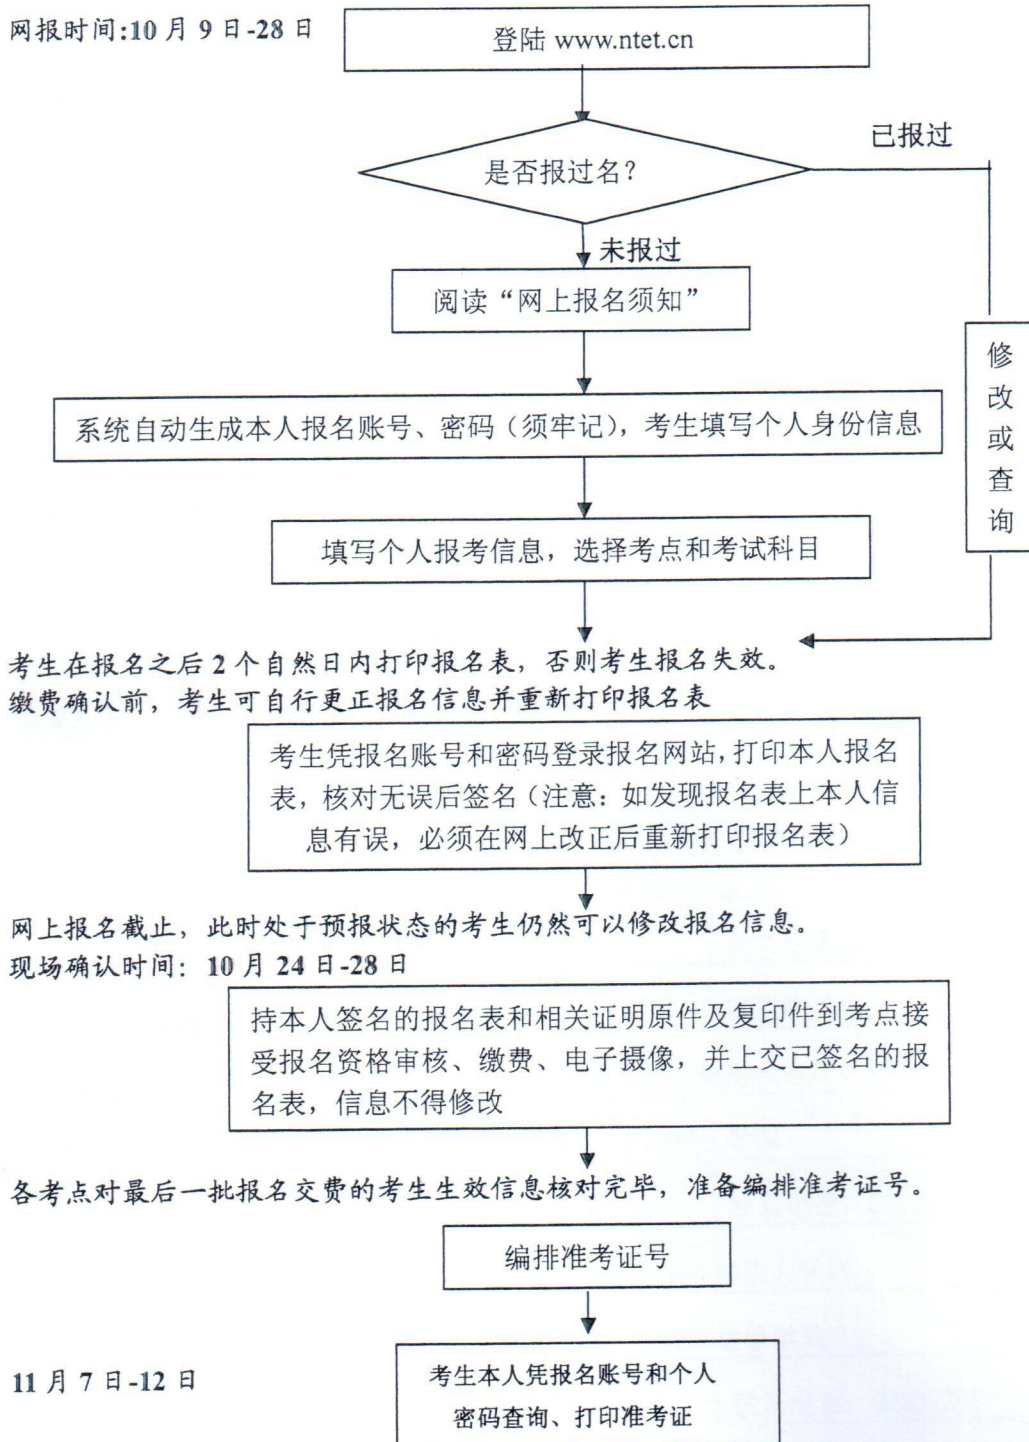 网报时间:10 月 9 日-28 日
登陆 www.ntet.cn
是否报过名？
已报过
未报过
阅读“网上报名须知”
修改或查询
系统自动生成本人报名账号、密码（须牢记），考生填写个人身份信息
填写个人报考信息，选择考点和考试科目
考生在报名之后 2 个自然日内打印报名表，否则考生报名失效。
缴费确认前，考生可自行更正报名信息并重新打印报名表
考生凭报名账号和密码登录报名网站，打印本人报名
表，核对无误后签名（注意：如发现报名表上本人信
息有误，必须在网上改正后重新打印报名表）
网上报名截止，此时处于预报状态的考生仍然可以修改报名信息。
现场确认时间： 10 月 24 日-28 日
持本人签名的报名表和相关证明原件及复印件到考点接
受报名资格审核、缴费、电子摄像，并上交已签名的报
名表，信息不得修改
各考点对最后一批报名交费的考生生效信息核对完毕，准备编排准考证号。
编排准考证号
11 月 7 日-12 日
考生本人凭报名账号和个人
密码查询、打印准考证